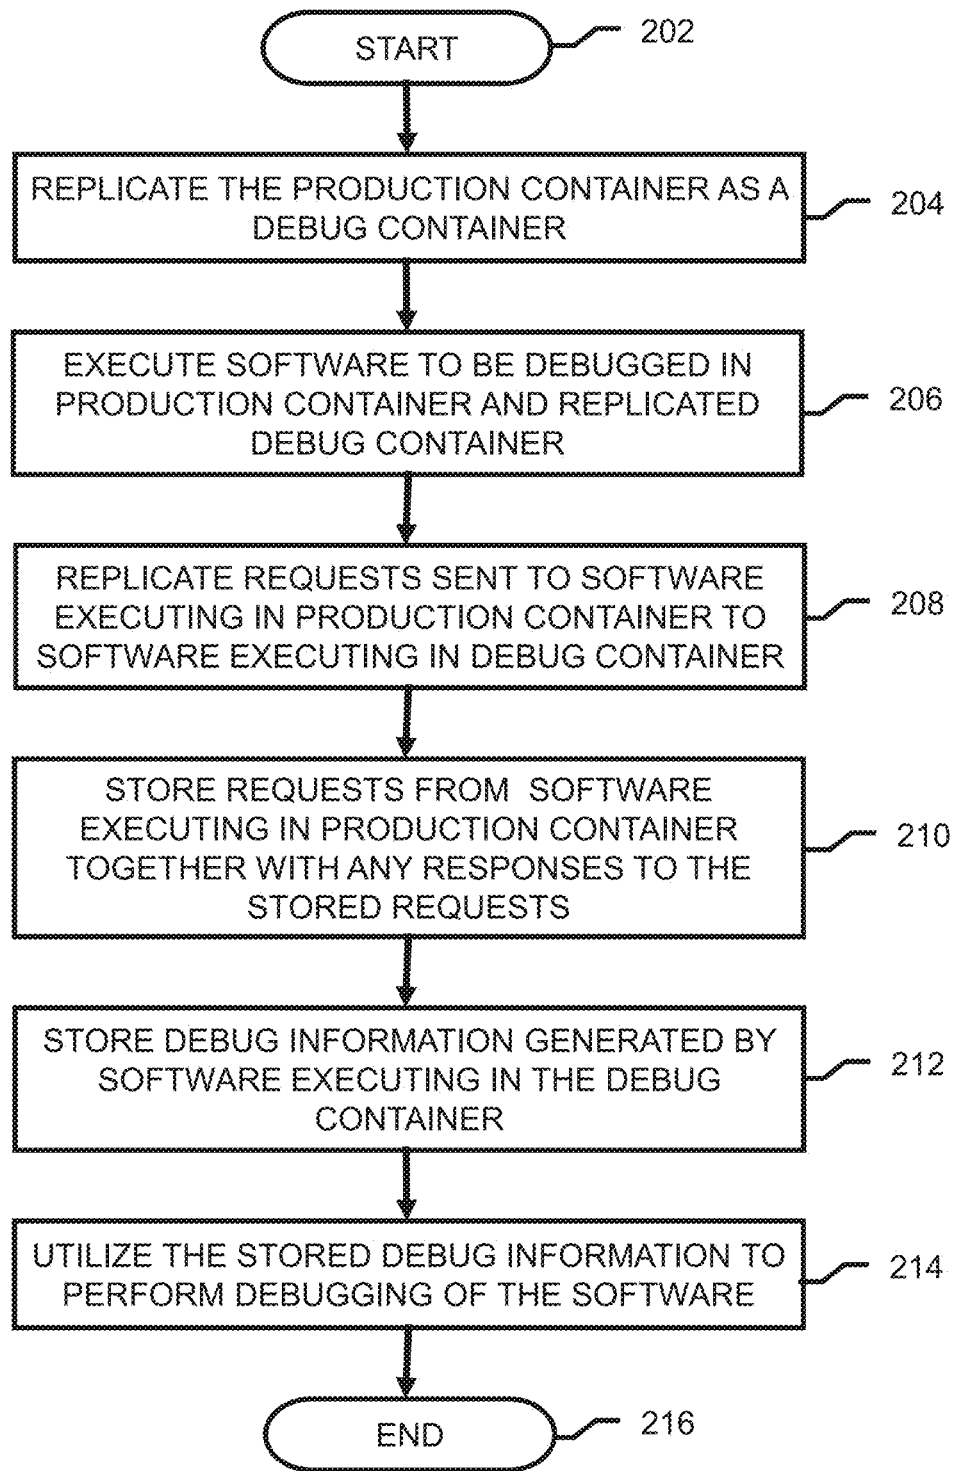 START
202
REPLICATE THE PRODUCTION CONTAINER AS A
DEBUG CONTAINER
204
EXECUTE SOFTWARE TO BE DEBUGGED IN
PRODUCTION CONTAINER AND REPLICATED
DEBUG CONTAINER
206
REPLICATE REQUESTS SENT TO SOFTWARE
EXECUTING IN PRODUCTION CONTAINER TO
SOFTWARE EXECUTING IN DEBUG CONTAINER
208
STORE REQUESTS FROM SOFTWARE
EXECUTING IN PRODUCTION CONTAINER
TOGETHER WITH ANY RESPONSES TO THE
STORED REQUESTS
210
STORE DEBUG INFORMATION GENERATED BY
SOFTWARE EXECUTING IN THE DEBUG
CONTAINER
212
UTILIZE THE STORED DEBUG INFORMATION TO
PERFORM DEBUGGING OF THE SOFTWARE
214
END
216